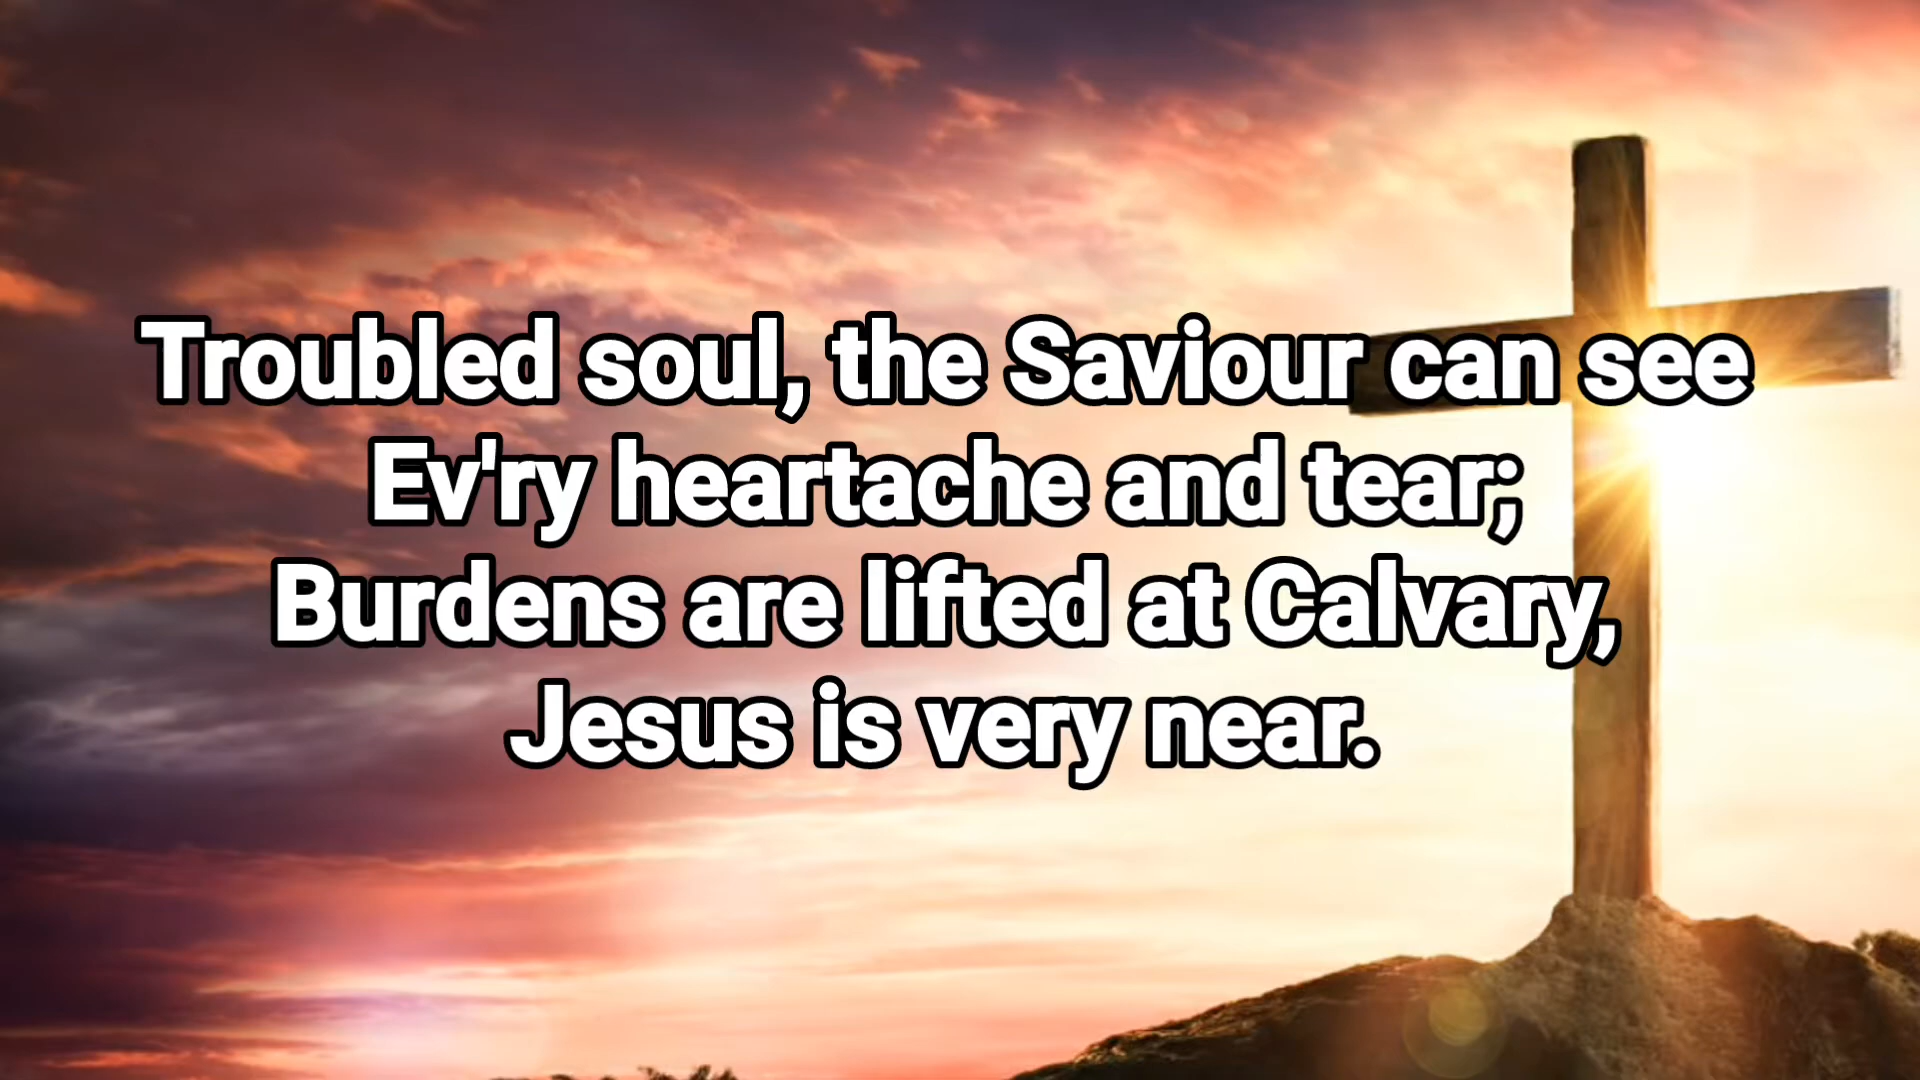 Troubled soul, the Saviour can see
Ev'ry heartache and tear;
Burdens are lifted at Calvary,
Jesus is very near.